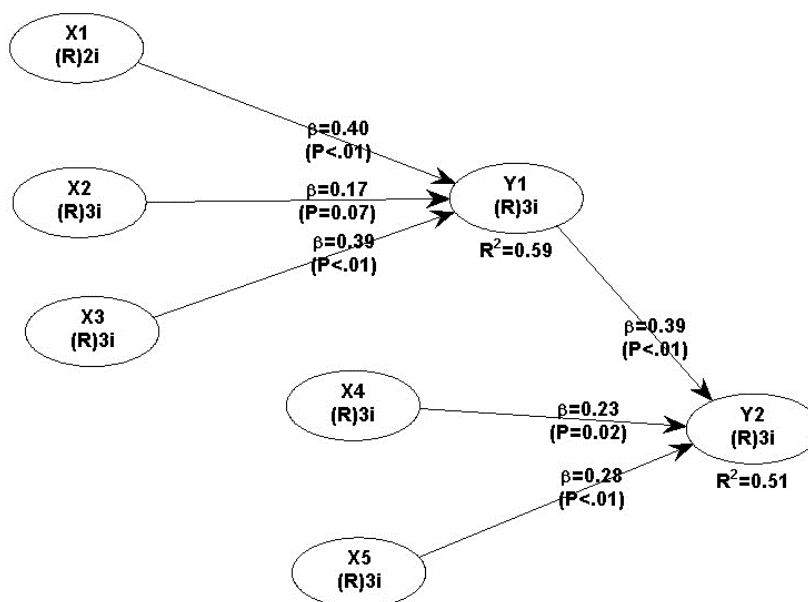 X1
(R)2i
β=0.40
(P<.01)
X2
(R)3i
β=0.17
(P=0.07)
Y1
(R)3i
R²=0.59
β=0.39
(P<.01)
X3
(R)3i
β=0.39
(P<.01)
X4
(R)3i
β=0.23
(P=0.02)
Y2
(R)3i
R²=0.51
β=0.28
(P<.01)
X5
(R)3i